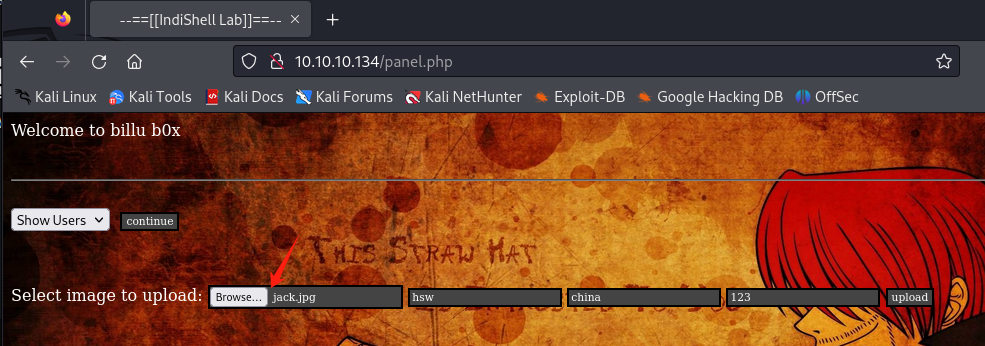 --==[[IndiShell Lab]]==--
10.10.10.134/panel.php
Kali Linux Kali Tools Kali Docs Kali Forums Kali NetHunter Exploit-DB Google Hacking DB OffSec
Welcome to billu b0x
Show Users continue
This Straw Hat
Select image to upload: Browse... jack.jpg hsw china 123 upload